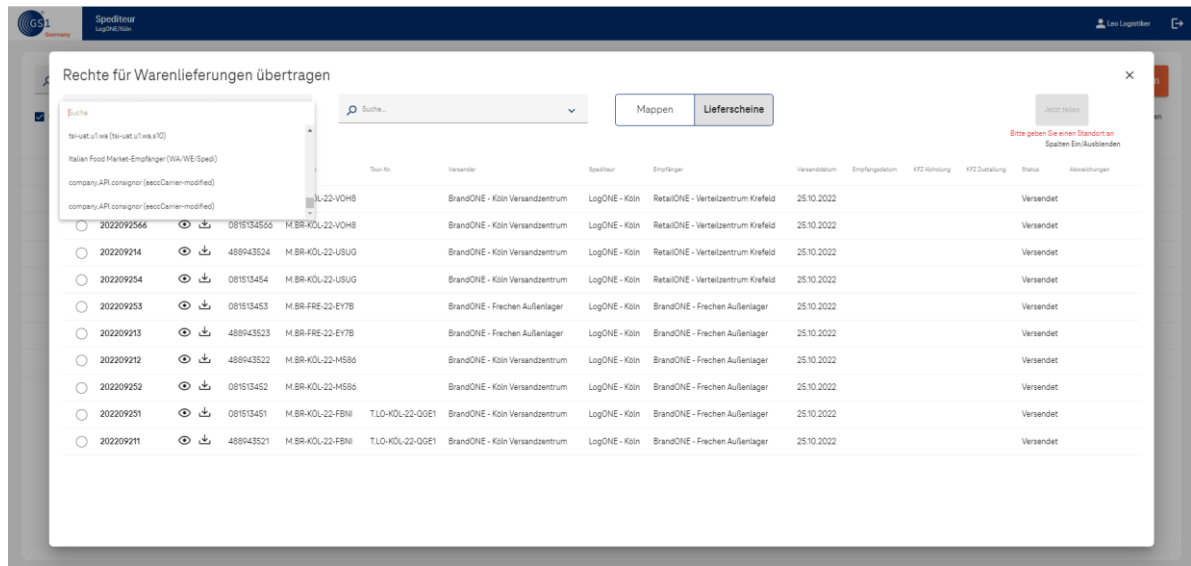 GS1
Germany
Spediteur
LogONE/Köln
Leo Logistiker
Rechte für Warenlieferungen übertragen
Suche
Suche...
Mappen
Lieferscheine
Jetzt teilen
Bitte geben Sie einen Standort an
Spalten Ein/Ausblenden
tsi-uat.u1.wa (tsi-uat.u1.wa.s10)
Italian Food Market-Empfänger (WA/WE/Spedi)
company.API.consignor (eeccCarrier-modified)
company.API.consignor (eeccCarrier-modified)
Tour-Nr. Versender Spediteur Empfänger Versanddatum Empfangsdatum KFZ Abholung KFZ Zustellung Status Abweichungen
ÖL-22-VOH8 BrandONE - Köln Versandzentrum LogONE - Köln RetailONE - Verteilzentrum Krefeld 25.10.2022 Versendet
2022092566 0815134566 M.BR-KÖL-22-VOH8 BrandONE - Köln Versandzentrum LogONE - Köln RetailONE - Verteilzentrum Krefeld 25.10.2022 Versendet
202209214 488943524 M.BR-KÖL-22-USUG BrandONE - Köln Versandzentrum LogONE - Köln RetailONE - Verteilzentrum Krefeld 25.10.2022 Versendet
202209254 081513454 M.BR-KÖL-22-USUG BrandONE - Köln Versandzentrum LogONE - Köln RetailONE - Verteilzentrum Krefeld 25.10.2022 Versendet
202209253 081513453 M.BR-FRE-22-EY7B BrandONE - Frechen Außenlager LogONE - Köln BrandONE - Frechen Außenlager 25.10.2022 Versendet
202209213 488943523 M.BR-FRE-22-EY7B BrandONE - Frechen Außenlager LogONE - Köln BrandONE - Frechen Außenlager 25.10.2022 Versendet
202209212 488943522 M.BR-KÖL-22-M586 BrandONE - Köln Versandzentrum LogONE - Köln BrandONE - Frechen Außenlager 25.10.2022 Versendet
202209252 081513452 M.BR-KÖL-22-M586 BrandONE - Köln Versandzentrum LogONE - Köln BrandONE - Frechen Außenlager 25.10.2022 Versendet
202209251 081513451 M.BR-KÖL-22-FBNI T.LO-KÖL-22-QGE1 BrandONE - Köln Versandzentrum LogONE - Köln BrandONE - Frechen Außenlager 25.10.2022 Versendet
202209211 488943521 M.BR-KÖL-22-FBNI T.LO-KÖL-22-QGE1 BrandONE - Köln Versandzentrum LogONE - Köln BrandONE - Frechen Außenlager 25.10.2022 Versendet